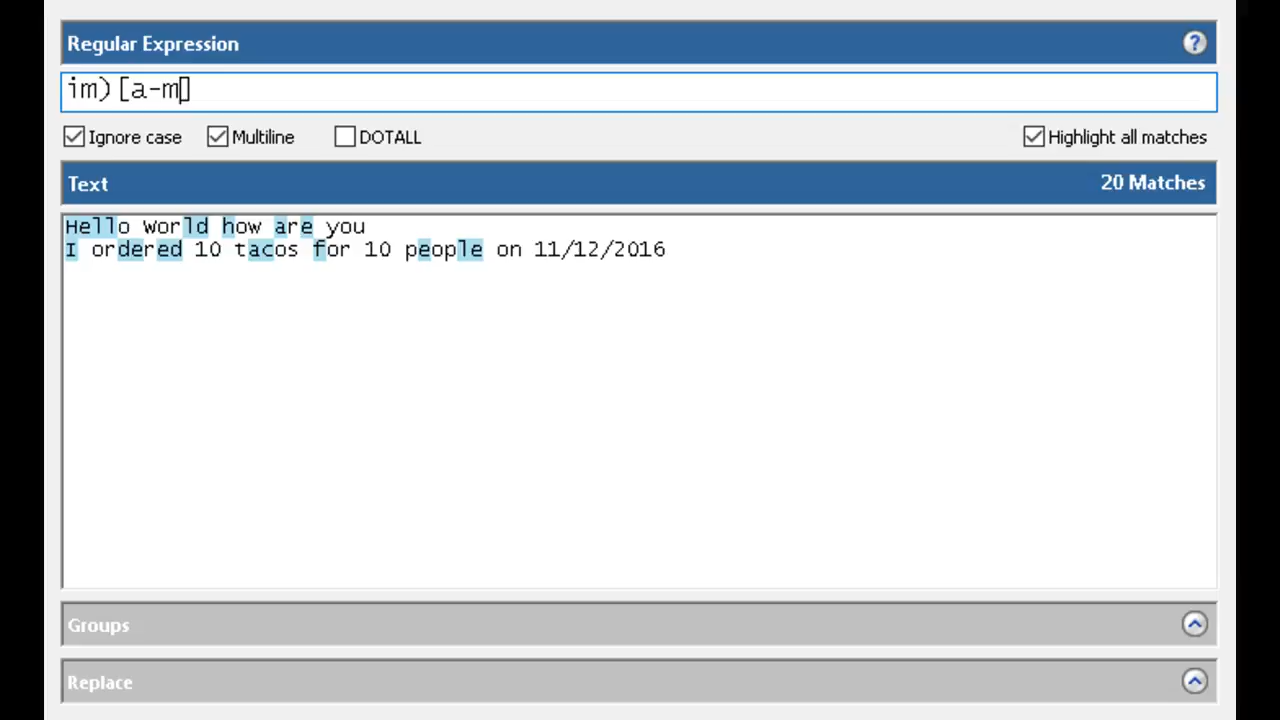 Regular Expression
im)[a-m]
Ignore case Multiline DOTALL Highlight all matches
Text 20 Matches
Hello World how are you
I ordered 10 tacos for 10 people on 11/12/2016
Groups
Replace